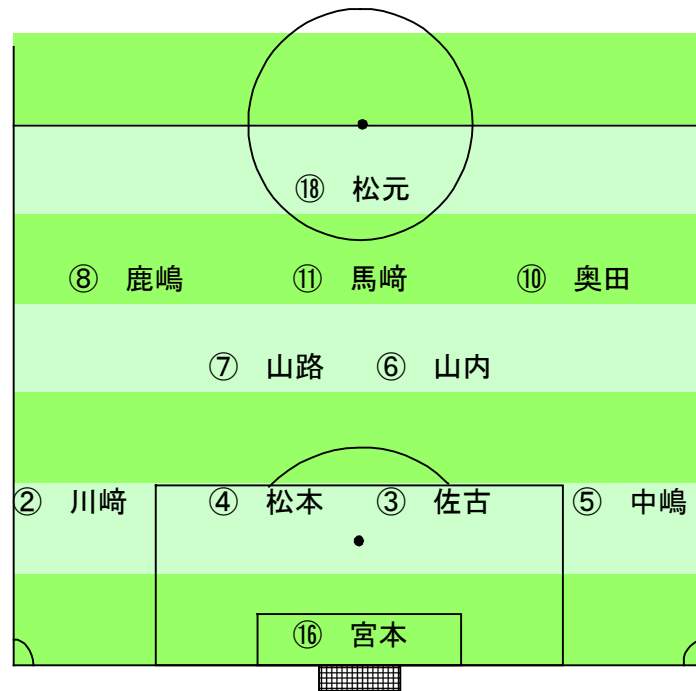 ⑱ 松元
⑧ 鹿嶋 ⑪ 馬﨑 ⑩ 奥田
⑦ 山路 ⑥ 山内
② 川﨑 ④ 松本 ③ 佐古 ⑤ 中嶋
⑯ 宮本